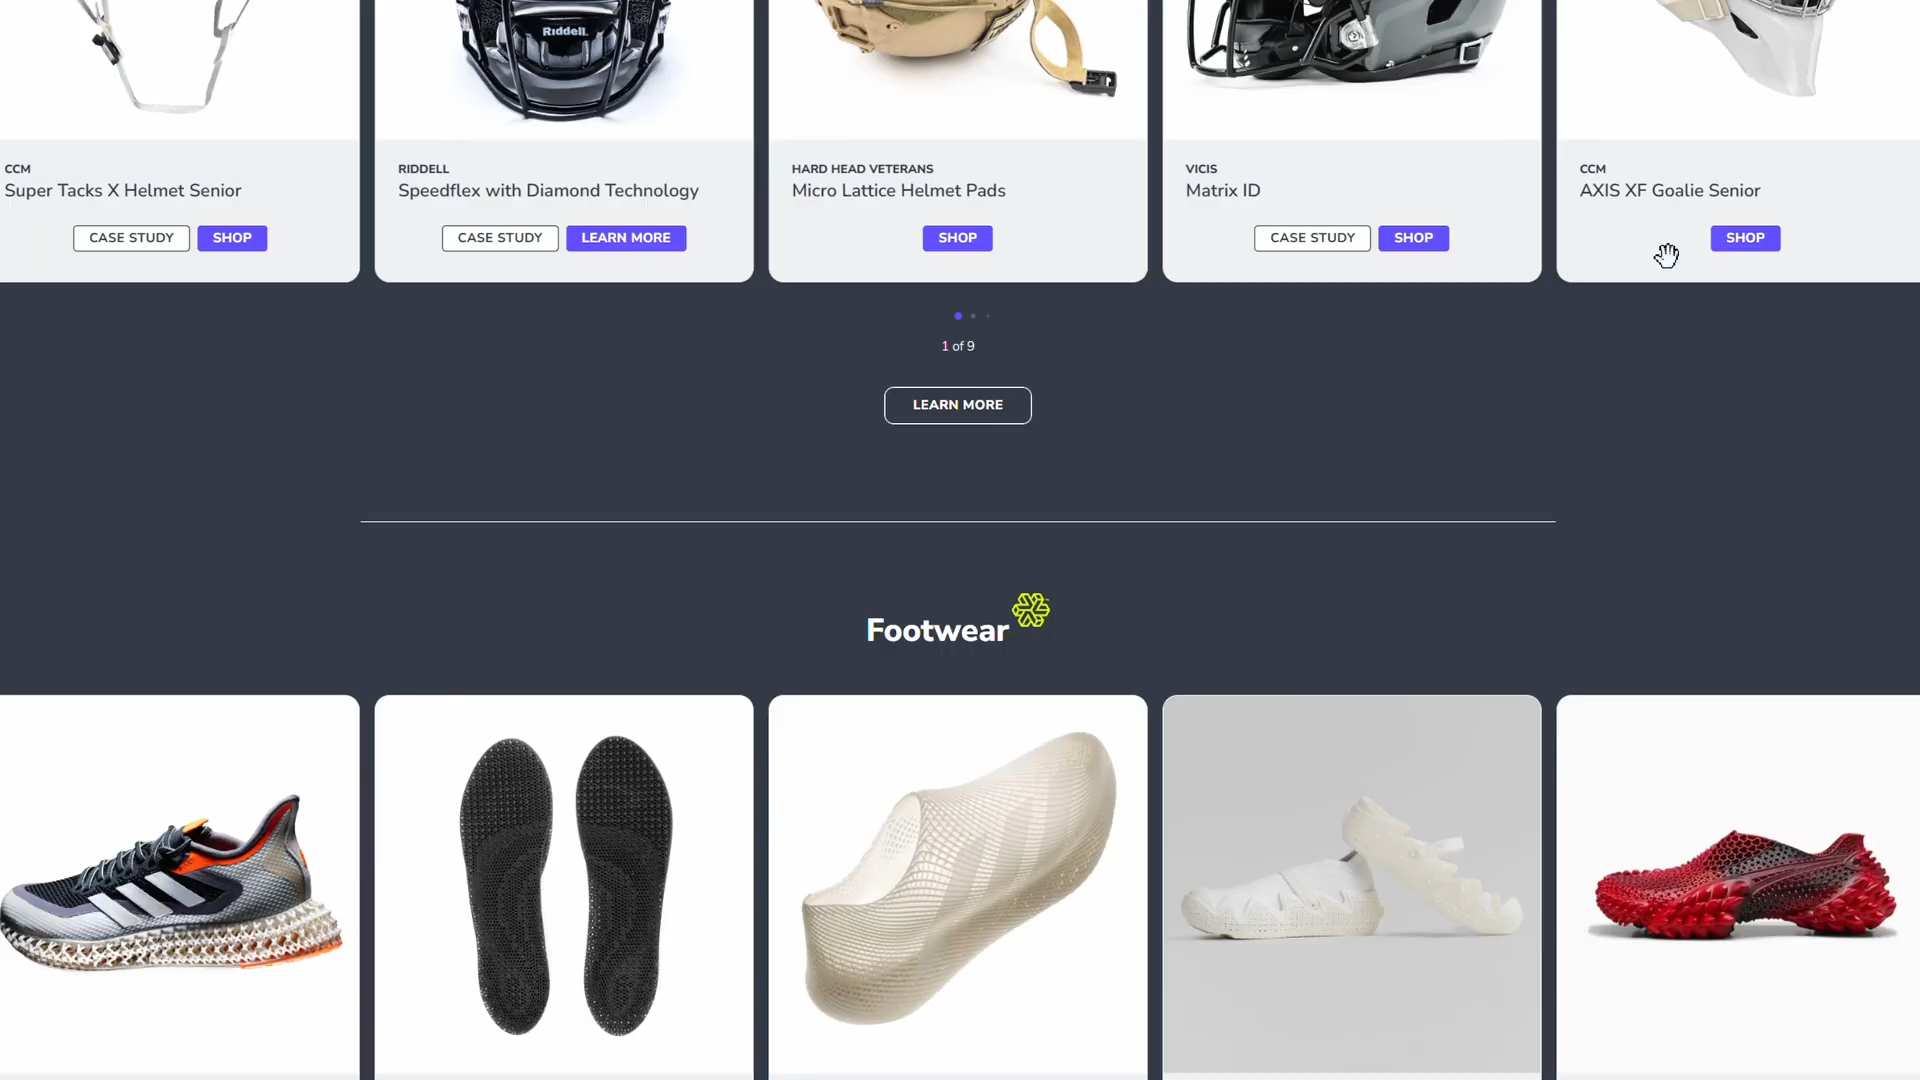 Riddell.
CCM
Super Tacks X Helmet Senior
CASE STUDY
SHOP
RIDDELL
Speedflex with Diamond Technology
CASE STUDY
LEARN MORE
HARD HEAD VETERANS
Micro Lattice Helmet Pads
SHOP
VICIS
Matrix ID
CASE STUDY
SHOP
CCM
AXIS XF Goalie Senior
SHOP
1 of 9
LEARN MORE
Footwear